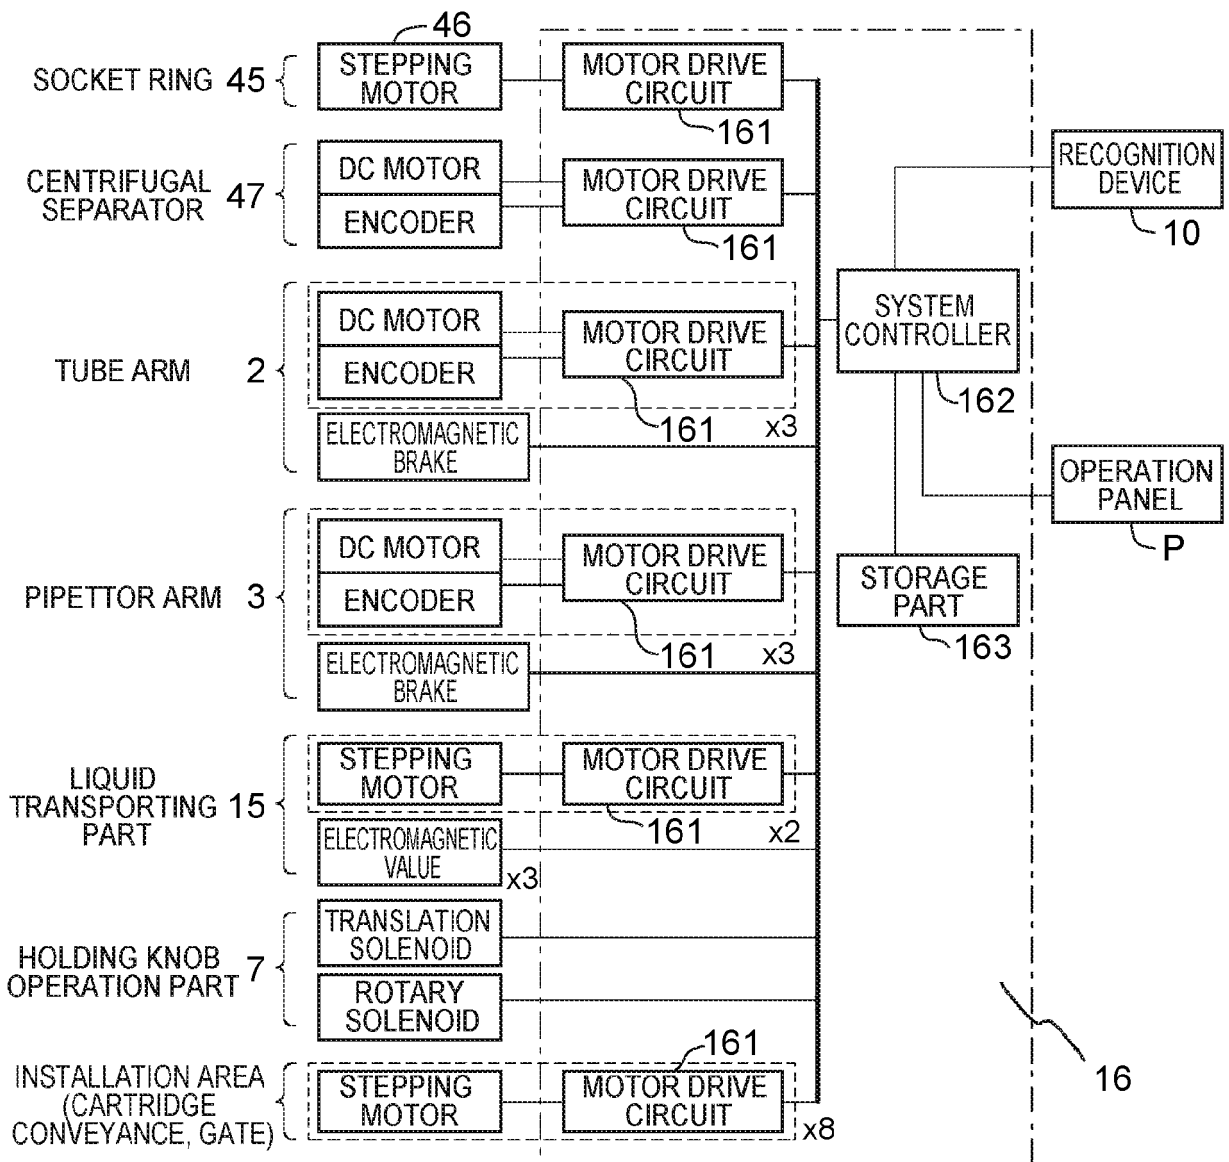 46
SOCKET RING 45
STEPPING
MOTOR
MOTOR DRIVE
CIRCUIT
161
CENTRIFUGAL
SEPARATOR
47
DC MOTOR
ENCODER
MOTOR DRIVE
CIRCUIT
161
RECOGNITION
DEVICE
10
TUBE ARM 2
DC MOTOR
ENCODER
MOTOR DRIVE
CIRCUIT
161
x3
ELECTROMAGNETIC
BRAKE
SYSTEM
CONTROLLER
162
OPERATION
PANEL
P
PIPETTOR ARM 3
DC MOTOR
ENCODER
MOTOR DRIVE
CIRCUIT
161
x3
ELECTROMAGNETIC
BRAKE
STORAGE
PART
163
LIQUID
TRANSPORTING 15
PART
STEPPING
MOTOR
MOTOR DRIVE
CIRCUIT
161
x2
ELECTROMAGNETIC
VALUE
x3
HOLDING KNOB
OPERATION PART
7
TRANSLATION
SOLENOID
ROTARY
SOLENOID
INSTALLATION AREA
(CARTRIDGE
CONVEYANCE, GATE)
STEPPING
MOTOR
161
MOTOR DRIVE
CIRCUIT
x8
16